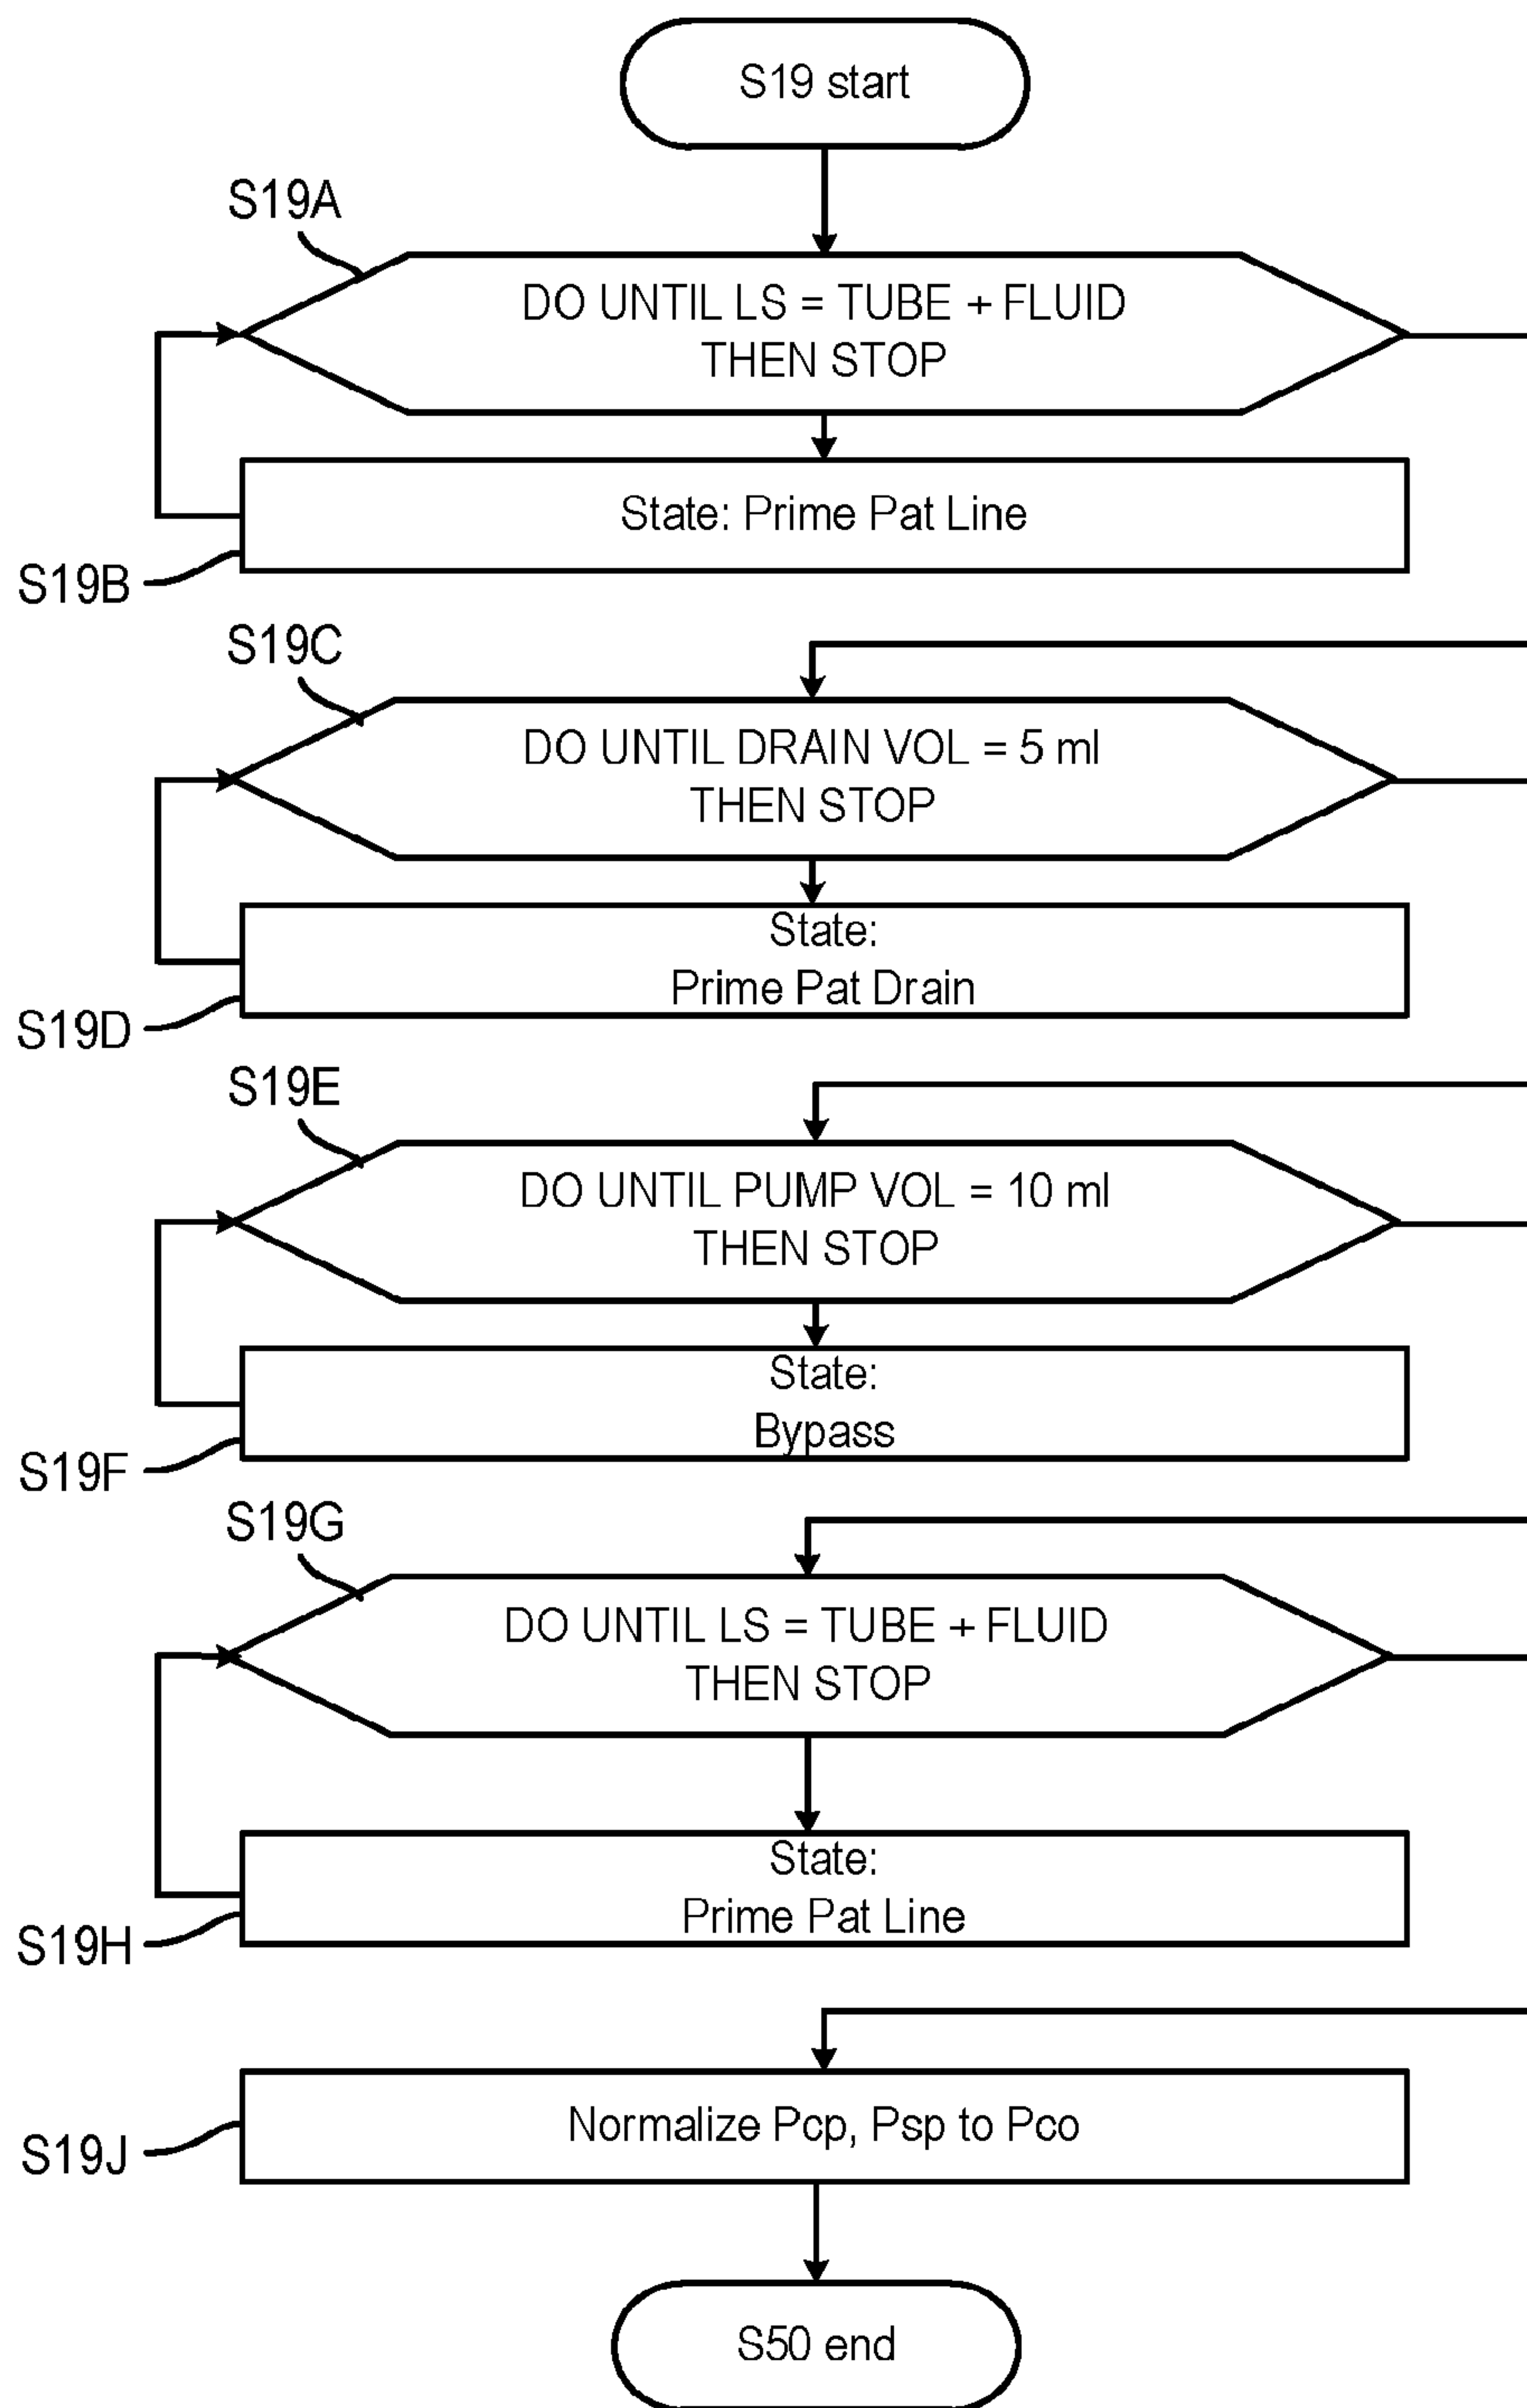 S19 start
S19A
DO UNTIL LS = TUBE + FLUID
THEN STOP
State: Prime Pat Line
S19B
S19C
DO UNTIL DRAIN VOL = 5 ml
THEN STOP
State:
Prime Pat Drain
S19D
S19E
DO UNTIL PUMP VOL = 10 ml
THEN STOP
State:
Bypass
S19F
S19G
DO UNTIL LS = TUBE + FLUID
THEN STOP
State:
Prime Pat Line
S19H
Normalize Pcp, Psp to Pco
S19J
S50 end